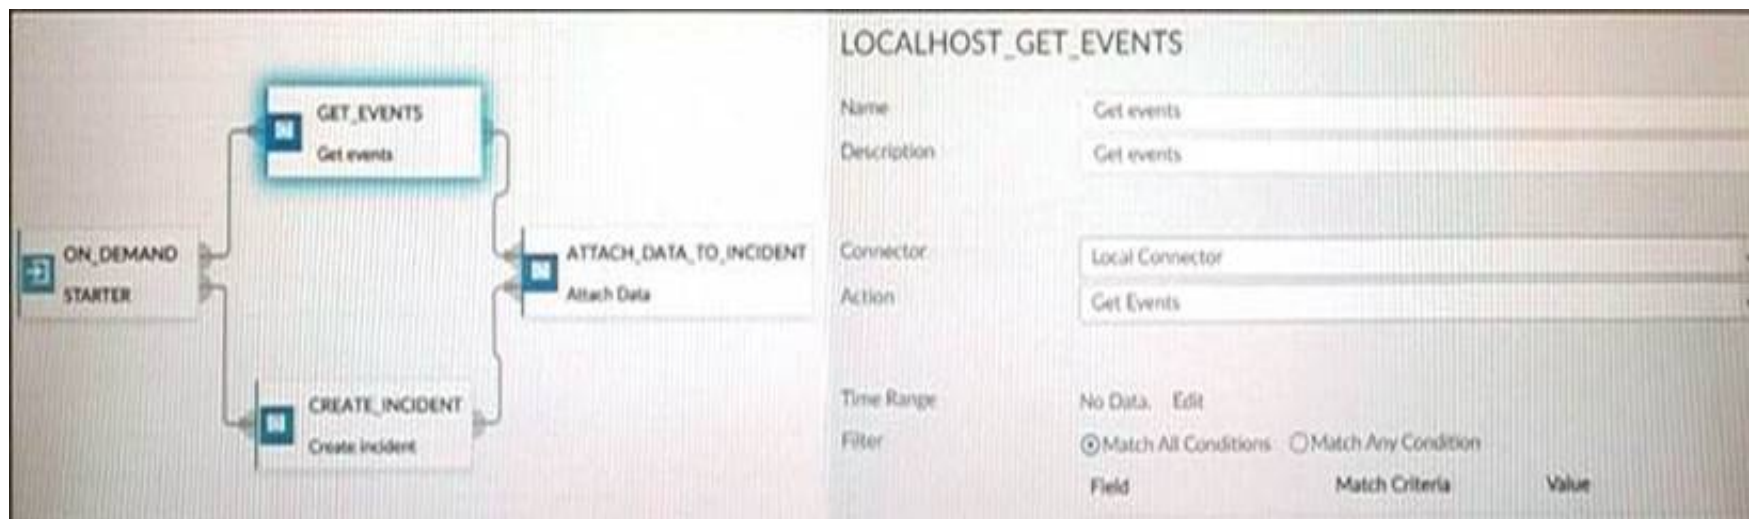 GET_EVENTS
Get events
ON_DEMAND
STARTER
ATTACH_DATA_TO_INCIDENT
Attach Data
CREATE_INCIDENT
Create incident
LOCALHOST_GET_EVENTS
Name Get events
Description Get events
Connector Local Connector
Action Get Events
Time Range No Data. Edit
Filter Match All Conditions Match Any Condition
Field Match Criteria Value